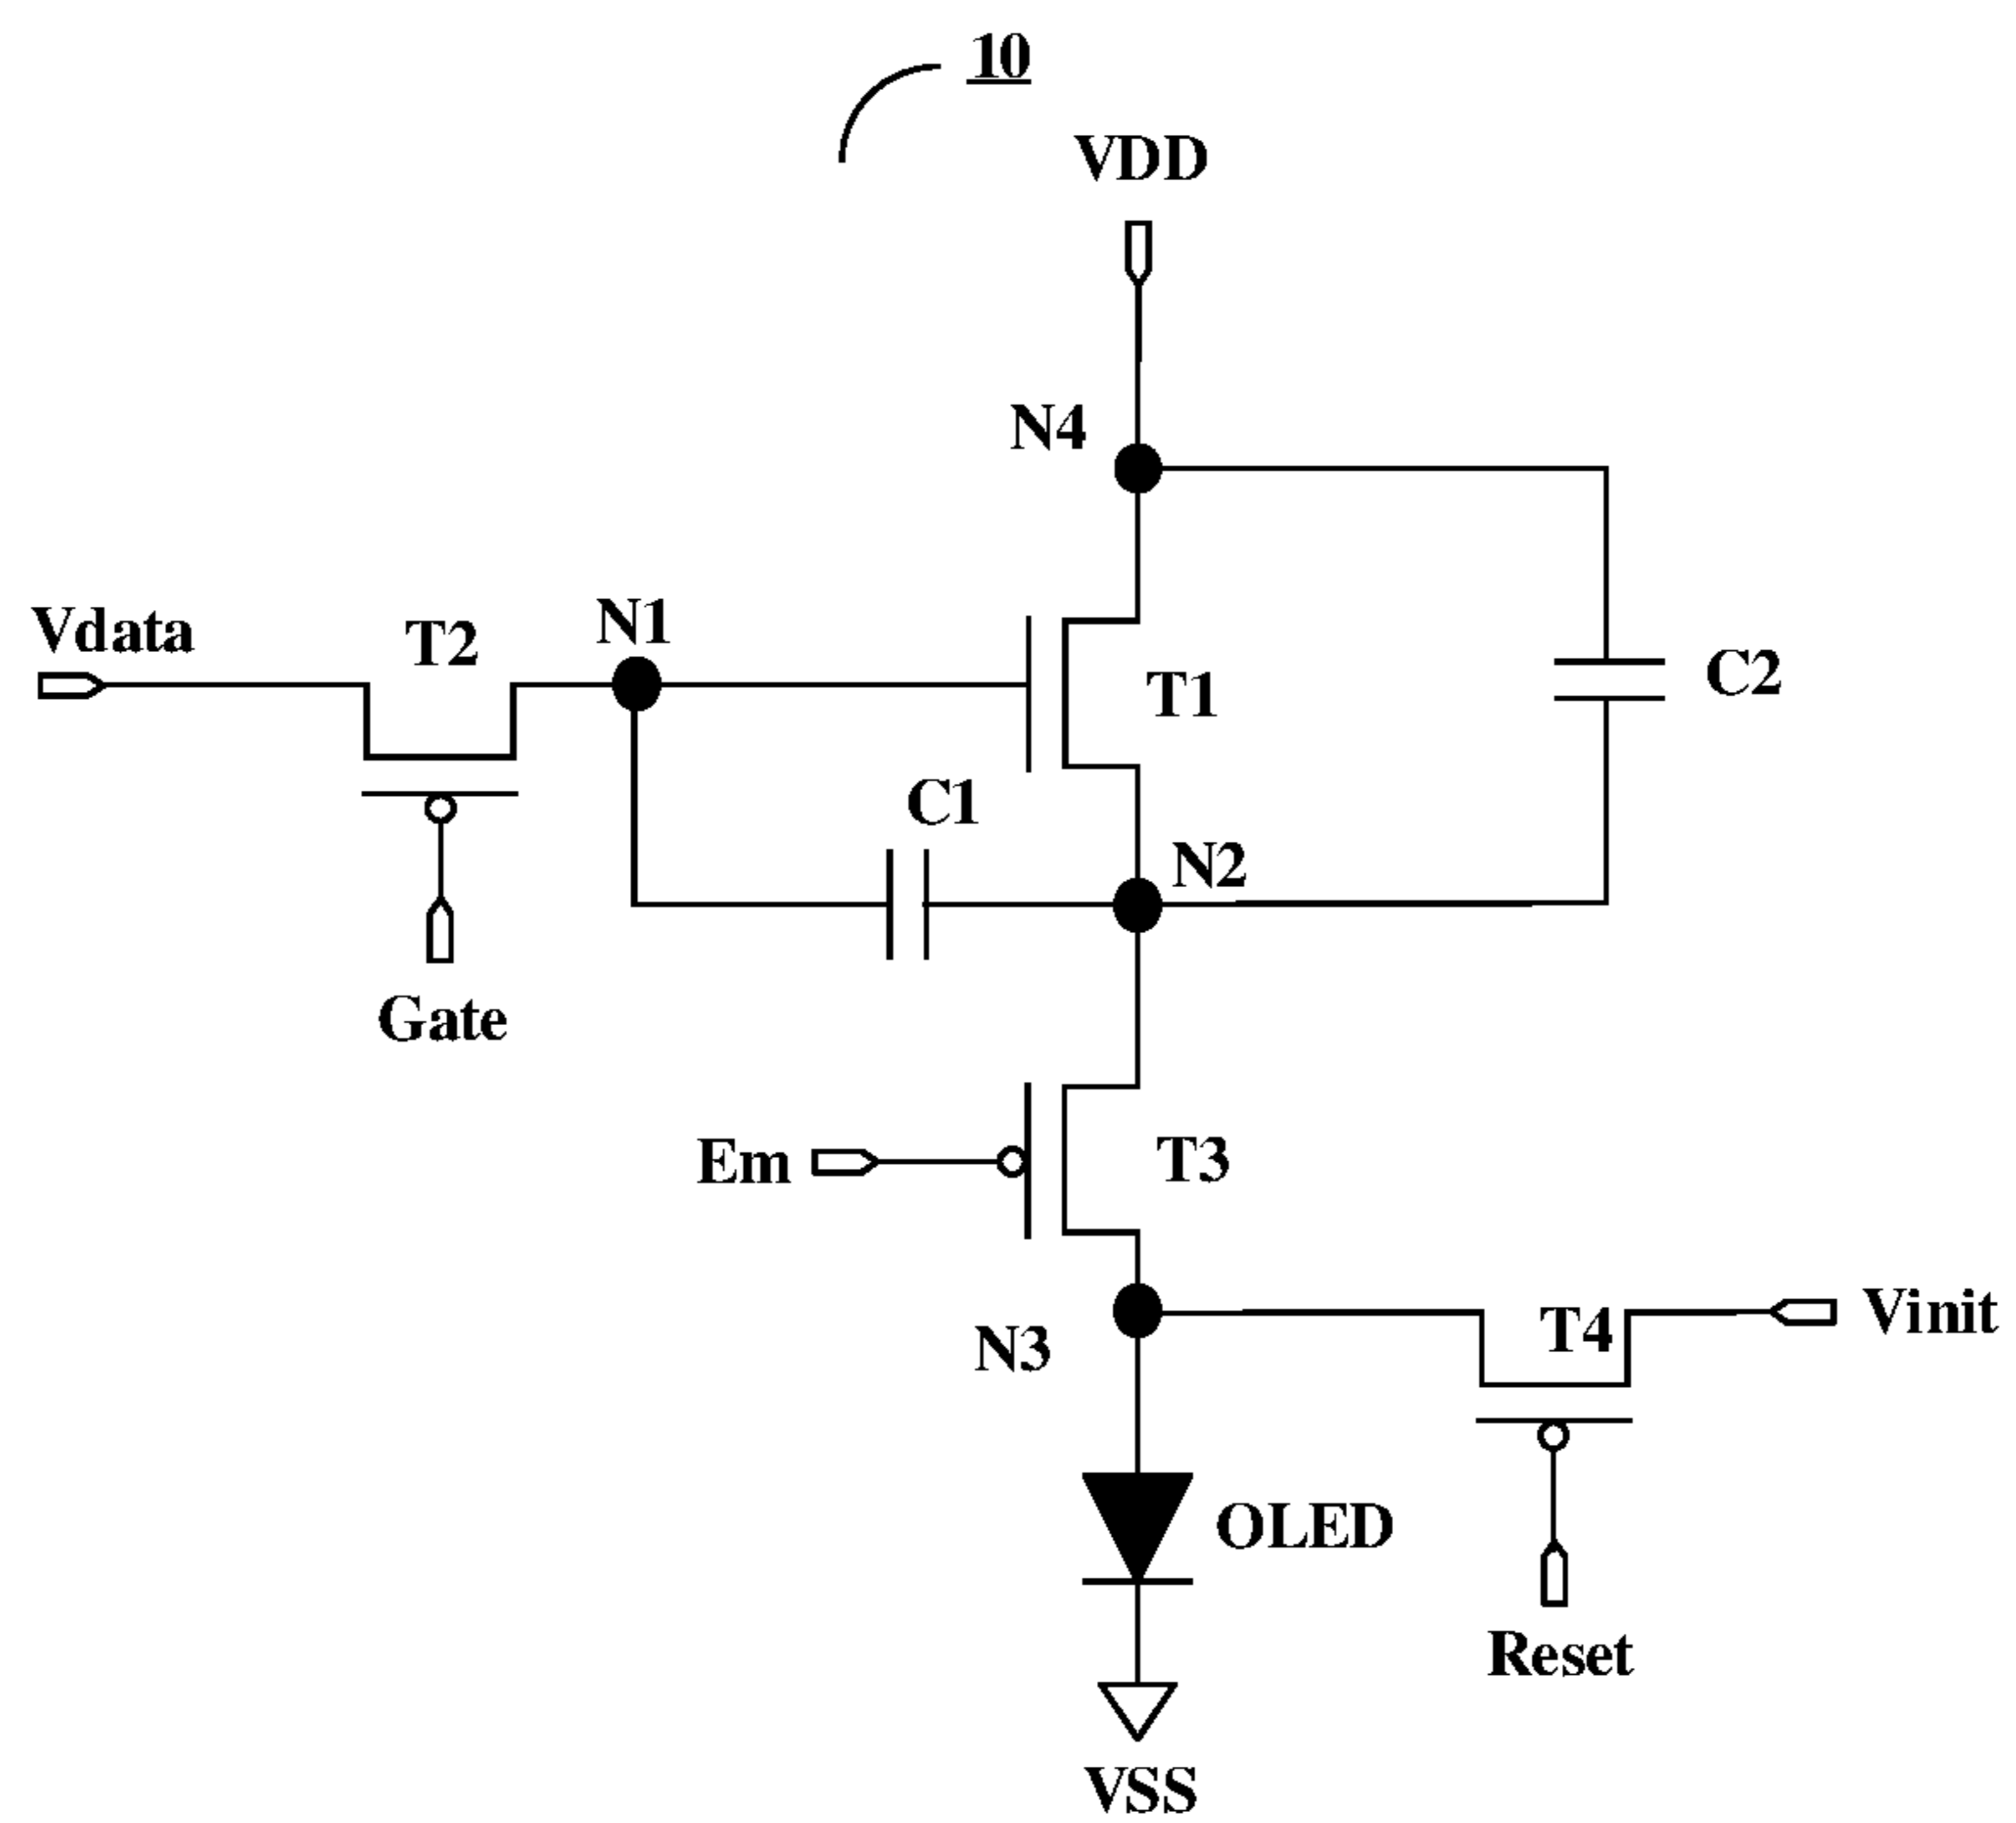 10
VDD
N4
Vdata
T2
N1
T1
C2
C1
N2
Gate
Em
T3
N3
T4
Vinit
OLED
Reset
VSS